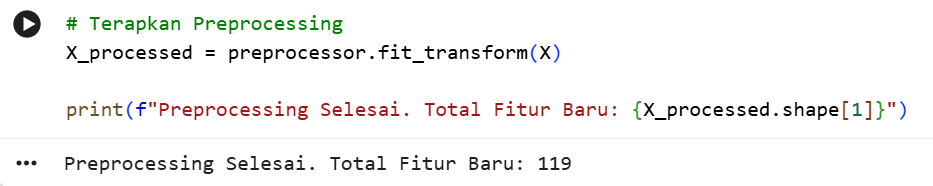 # Terapkan Preprocessing
X_processed = preprocessor.fit_transform(X)
print(f"Preprocessing Selesai. Total Fitur Baru: {X_processed.shape[1]}")
Preprocessing Selesai. Total Fitur Baru: 119